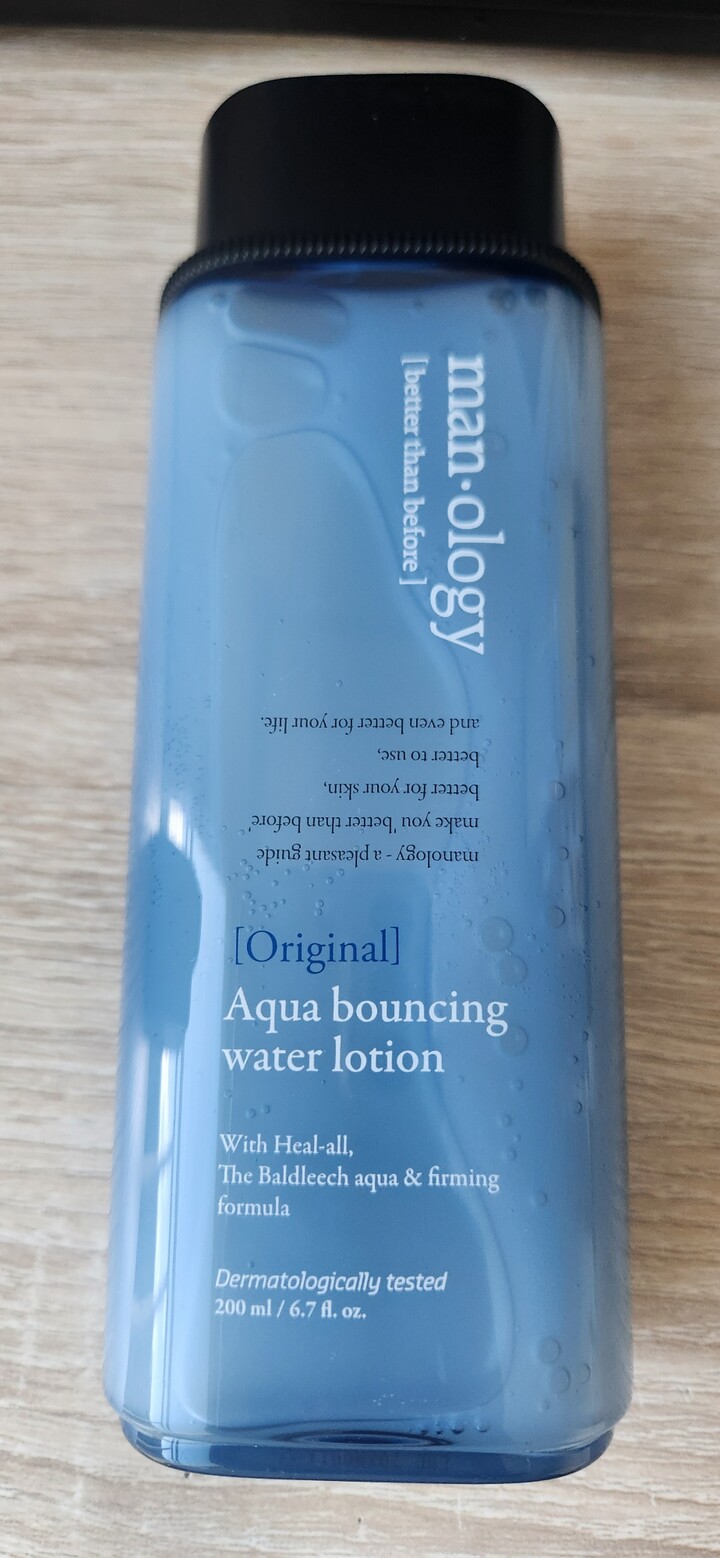 man·ology
[better than before]
manology - a pleasant guide
make you 'better than before'
better for your skin,
better to use,
and even better for your life.
[Original]
Aqua bouncing
water lotion
With Heal-all,
The Baldleech aqua & firming
formula
Dermatologically tested
200 ml / 6.7 fl. oz.